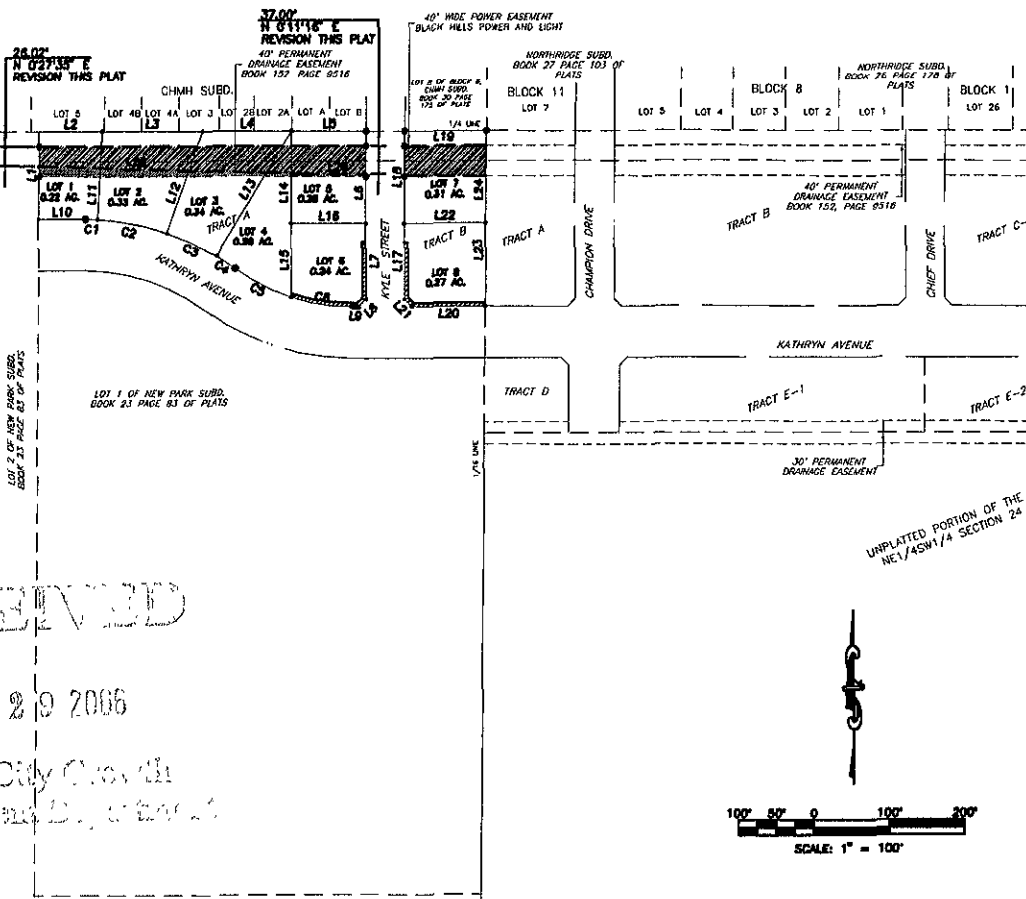 37.00'
N 0°11'16" E
REVISION THIS PLAT
26.02'
N 0°27'35" E
REVISION THIS PLAT
40' PERMANENT
DRAINAGE EASEMENT
BOOK 152 PAGE 9516
40' WIDE POWER EASEMENT
BLACK HILLS POWER AND LIGHT
NORTHRIDGE SUBD.
BOOK 27 PAGE 103 OF
PLATS
NORTHRIDGE SUBD.
BOOK 26 PAGE 178 OF
PLATS
CHMH SUBD.
BLOCK 11
LOT 7
BLOCK 8
BLOCK 1
LOT 26
LOT 4B
LOT 4A
LOT 3
LOT 2B
LOT 2A
LOT A
LOT B
1/4 LINE
LOT 5
LOT 4
LOT 3
LOT 2
LOT 1
L2
L3
L4
L5
L19
L1
L11
L12
L13
L14
L6
L18
L24
LOT 1
0.22 AC.
LOT 2
0.33 AC.
LOT 3
0.34 AC.
LOT 4
LOT 5
LOT 7
0.31 AC.
TRACT A
L10
C1
C2
C3
C4
C5
L16
L22
L15
LOT 6
0.24 AC.
L7
KYLE STREET
L17
TRACT B
LOT 8
0.27 AC.
L23
L9
L8
L21
L20
TRACT A
CHAMPION DRIVE
40' PERMANENT
DRAINAGE EASEMENT
BOOK 152, PAGE 9516
TRACT B
CHIEF DRIVE
TRACT C-
KATHRYN AVENUE
KATHRYN AVENUE
LOT 2 OF NEW PARK SUBD.
BOOK 23 PAGE 83 OF PLATS
LOT 1 OF NEW PARK SUBD.
BOOK 23 PAGE 83 OF PLATS
TRACT D
TRACT E-1
TRACT E-2
1/16 LINE
30' PERMANENT
DRAINAGE EASEMENT
UNPLATTED PORTION OF THE
NE1/4SW1/4 SECTION 24
EIVED
2 9 2006
City Growth
100' 50' 0 100' 200'
SCALE: 1" = 100'